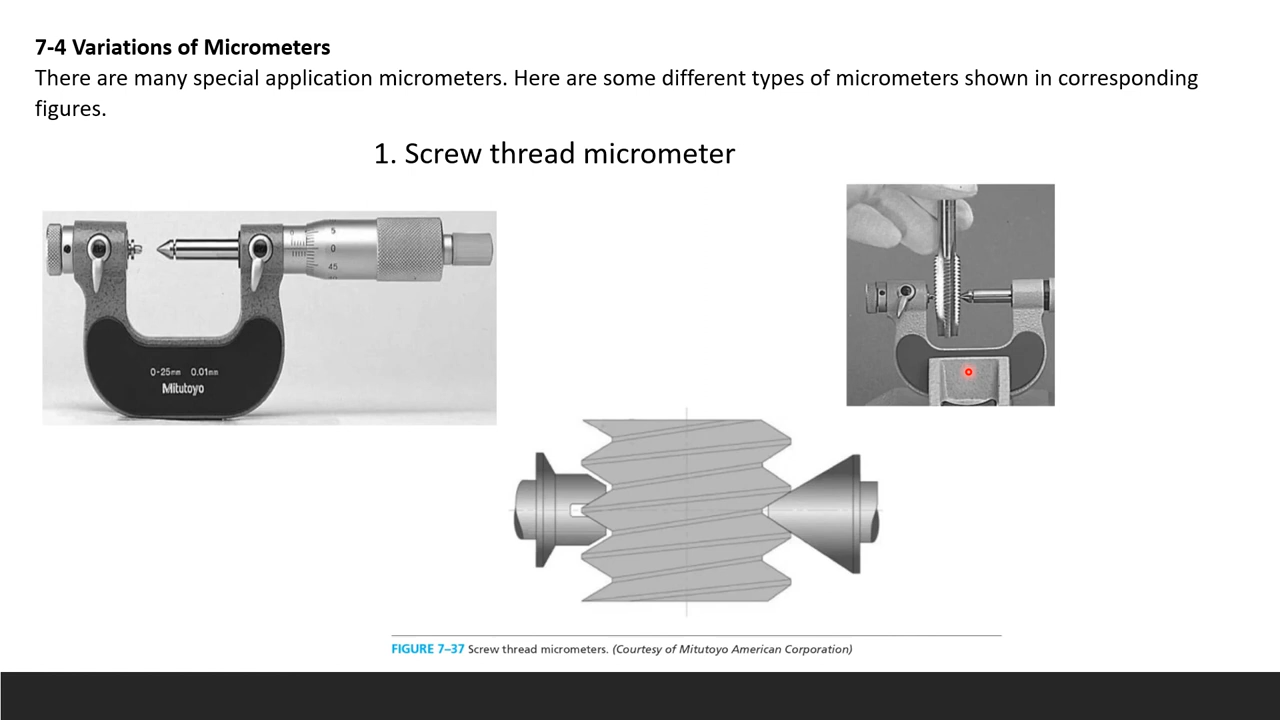 7-4 Variations of Micrometers
There are many special application micrometers. Here are some different types of micrometers shown in corresponding
figures.
1. Screw thread micrometer
0
5
0
45
0-25mm 0.01mm
Mitutoyo
FIGURE 7–37 Screw thread micrometers. (Courtesy of Mitutoyo American Corporation)